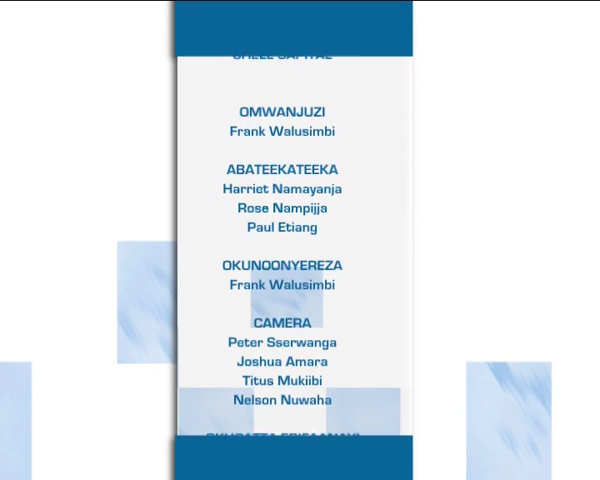 OMWANJUZI
Frank Walusimbi
ABATEEKATEEKA
Harriet Namayanja
Rose Nampijja
Paul Etiang
OKUNOONYEREZA
Frank Walusimbi
CAMERA
Peter Sserwanga
Joshua Amara
Titus Mukiibi
Nelson Nuwaha